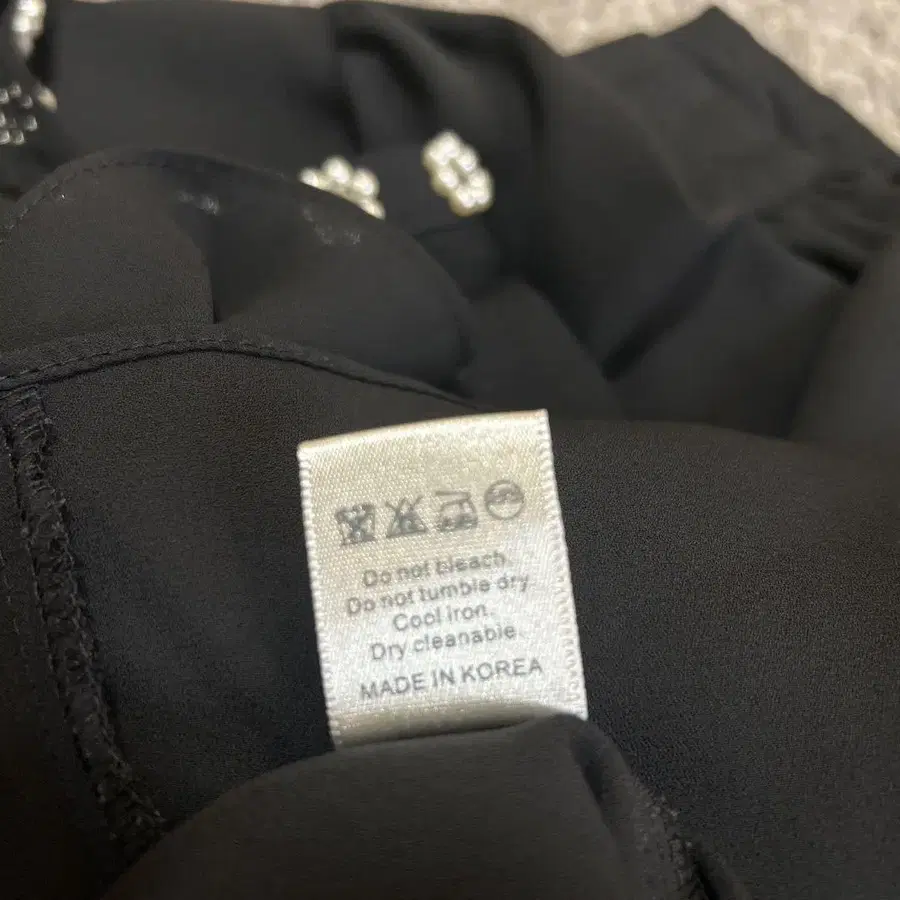 Do not bleach.
Do not tumble dry.
Cool iron.
Dry cleanable.
MADE IN KOREA